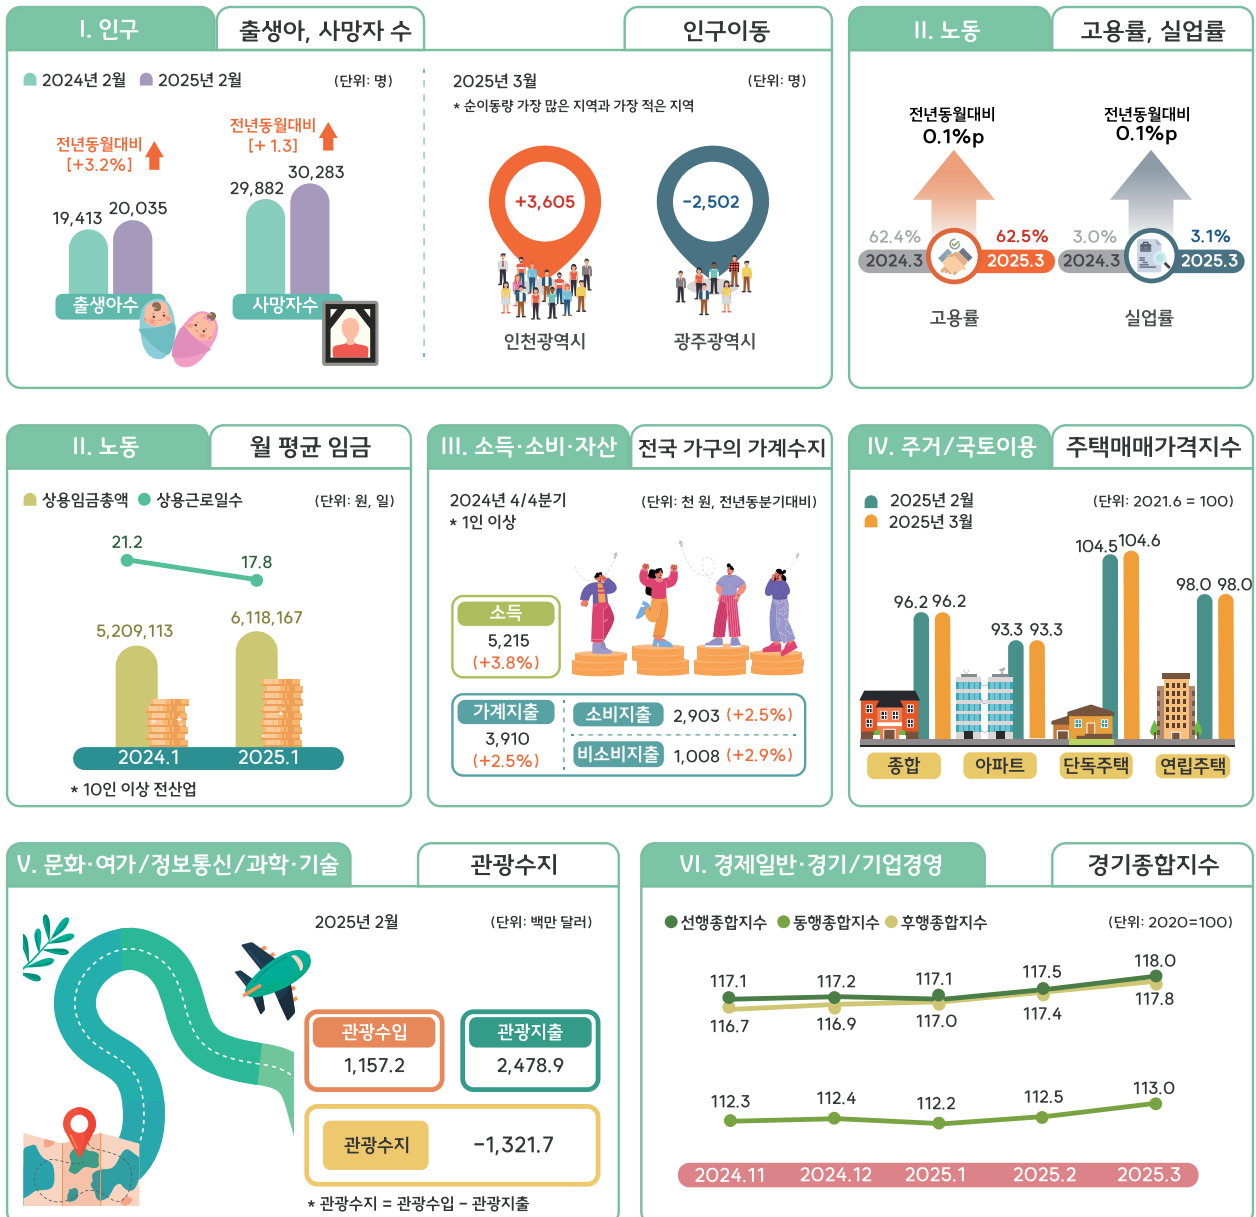 I. 인구
출생아, 사망자 수
2024년 2월 2025년 2월 (단위: 명)
전년동월대비
[+3.2%]
전년동월대비
[+ 1.3]
19,413 20,035
29,882 30,283
출생아수 사망자수
인구이동
2025년 3월 (단위: 명)
* 순이동량 가장 많은 지역과 가장 적은 지역
+3,605 -2,502
인천광역시 광주광역시
II. 노동
고용률, 실업률
전년동월대비
0.1%p
62.4% 62.5%
2024.3 2025.3
고용률
전년동월대비
0.1%p
3.0% 3.1%
2024.3 2025.3
실업률
II. 노동
월 평균 임금
상용임금총액 상용근로일수 (단위: 원, 일)
21.2 17.8
5,209,113 6,118,167
2024.1 2025.1
* 10인 이상 전산업
III. 소득·소비·자산
전국 가구의 가계수지
2024년 4/4분기 (단위: 천 원, 전년동분기대비)
* 1인 이상
소득
5,215
(+3.8%)
가계지출
3,910
(+2.5%)
소비지출 2,903 (+2.5%)
비소비지출 1,008 (+2.9%)
IV. 주거/국토이용
주택매매가격지수
2025년 2월 (단위: 2021.6 = 100)
2025년 3월
96.2 96.2
93.3 93.3
104.5 104.6
98.0 98.0
종합 아파트 단독주택 연립주택
V. 문화·여가/정보통신/과학·기술
관광수지
2025년 2월 (단위: 백만 달러)
관광수입
1,157.2
관광지출
2,478.9
관광수지 -1,321.7
* 관광수지 = 관광수입 - 관광지출
VI. 경제일반·경기/기업경영
경기종합지수
선행종합지수 동행종합지수 후행종합지수 (단위: 2020=100)
117.1 117.2 117.1 117.5 118.0
116.7 116.9 117.0 117.4 117.8
112.3 112.4 112.2 112.5 113.0
2024.11 2024.12 2025.1 2025.2 2025.3